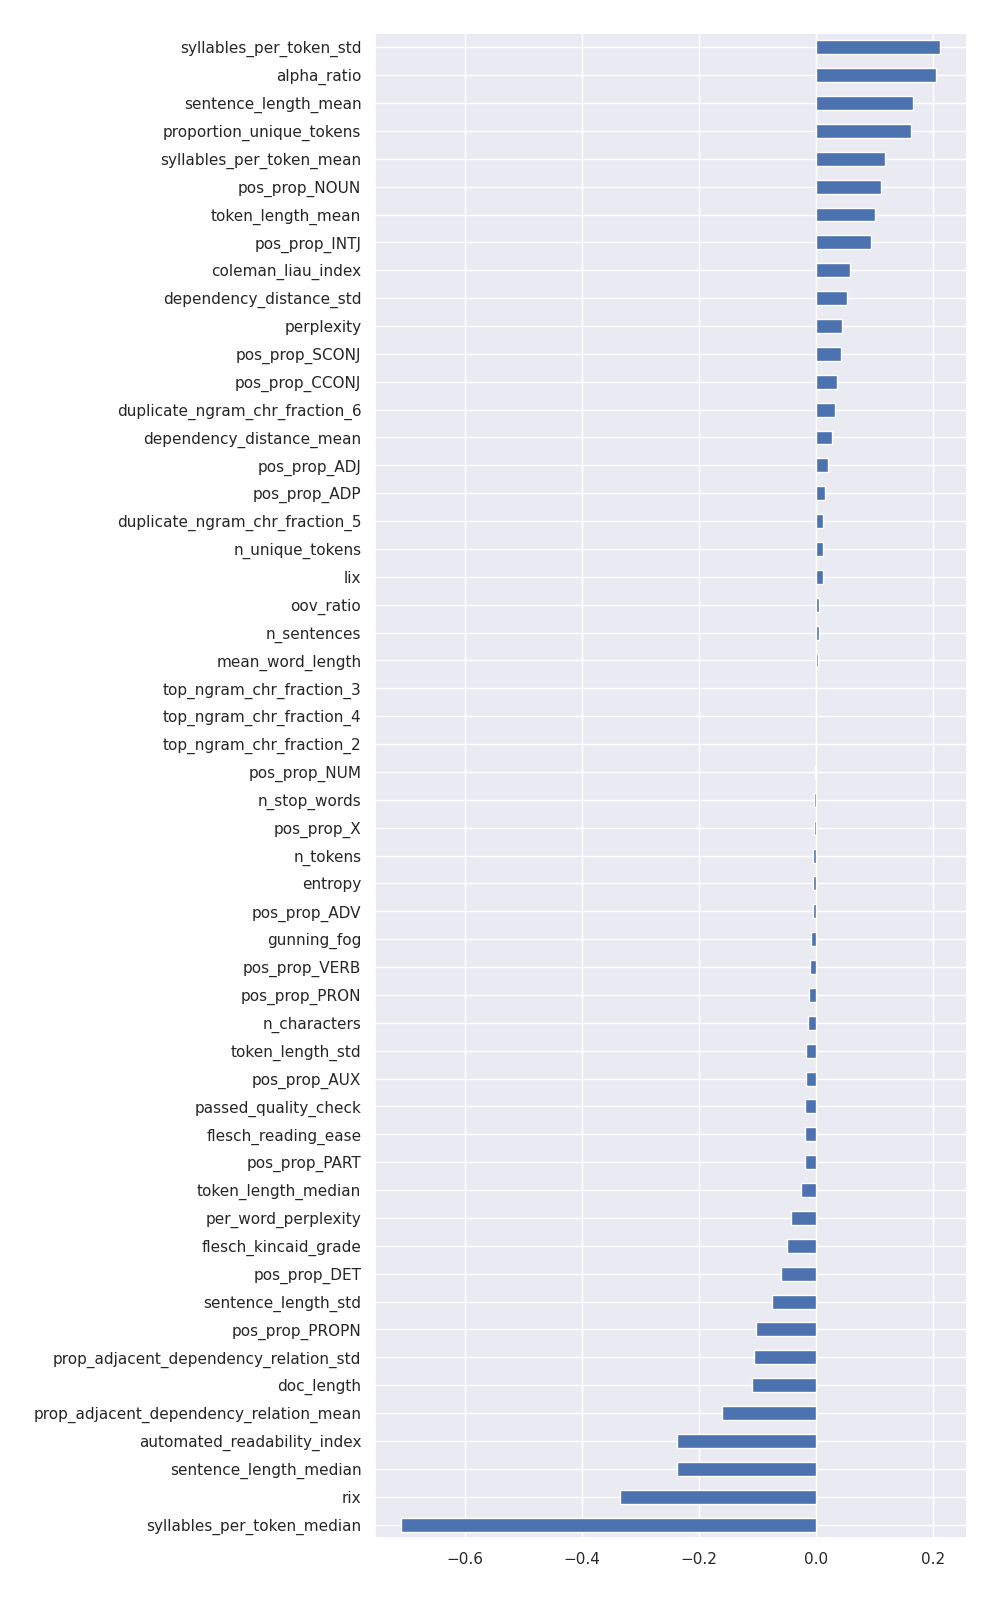 syllables_per_token_std
alpha_ratio
sentence_length_mean
proportion_unique_tokens
syllables_per_token_mean
pos_prop_NOUN
token_length_mean
pos_prop_INTJ
coleman_liau_index
dependency_distance_std
perplexity
pos_prop_SCONJ
pos_prop_CCONJ
duplicate_ngram_chr_fraction_6
dependency_distance_mean
pos_prop_ADJ
pos_prop_ADP
duplicate_ngram_chr_fraction_5
n_unique_tokens
lix
oov_ratio
n_sentences
mean_word_length
top_ngram_chr_fraction_3
top_ngram_chr_fraction_4
top_ngram_chr_fraction_2
pos_prop_NUM
n_stop_words
pos_prop_X
n_tokens
entropy
pos_prop_ADV
gunning_fog
pos_prop_VERB
pos_prop_PRON
n_characters
token_length_std
pos_prop_AUX
passed_quality_check
flesch_reading_ease
pos_prop_PART
token_length_median
per_word_perplexity
flesch_kincaid_grade
pos_prop_DET
sentence_length_std
pos_prop_PROPN
prop_adjacent_dependency_relation_std
doc_length
prop_adjacent_dependency_relation_mean
automated_readability_index
sentence_length_median
rix
syllables_per_token_median
−0.6 −0.4 −0.2 0.0 0.2